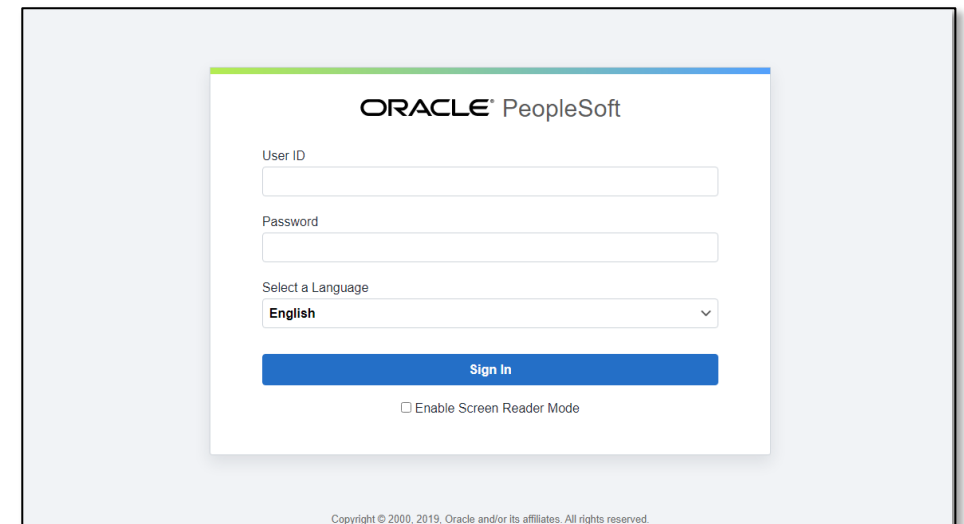 ORACLE® PeopleSoft
User ID
Password
Select a Language
English
Sign In
Enable Screen Reader Mode
Copyright © 2000, 2019, Oracle and/or its affiliates. All rights reserved.